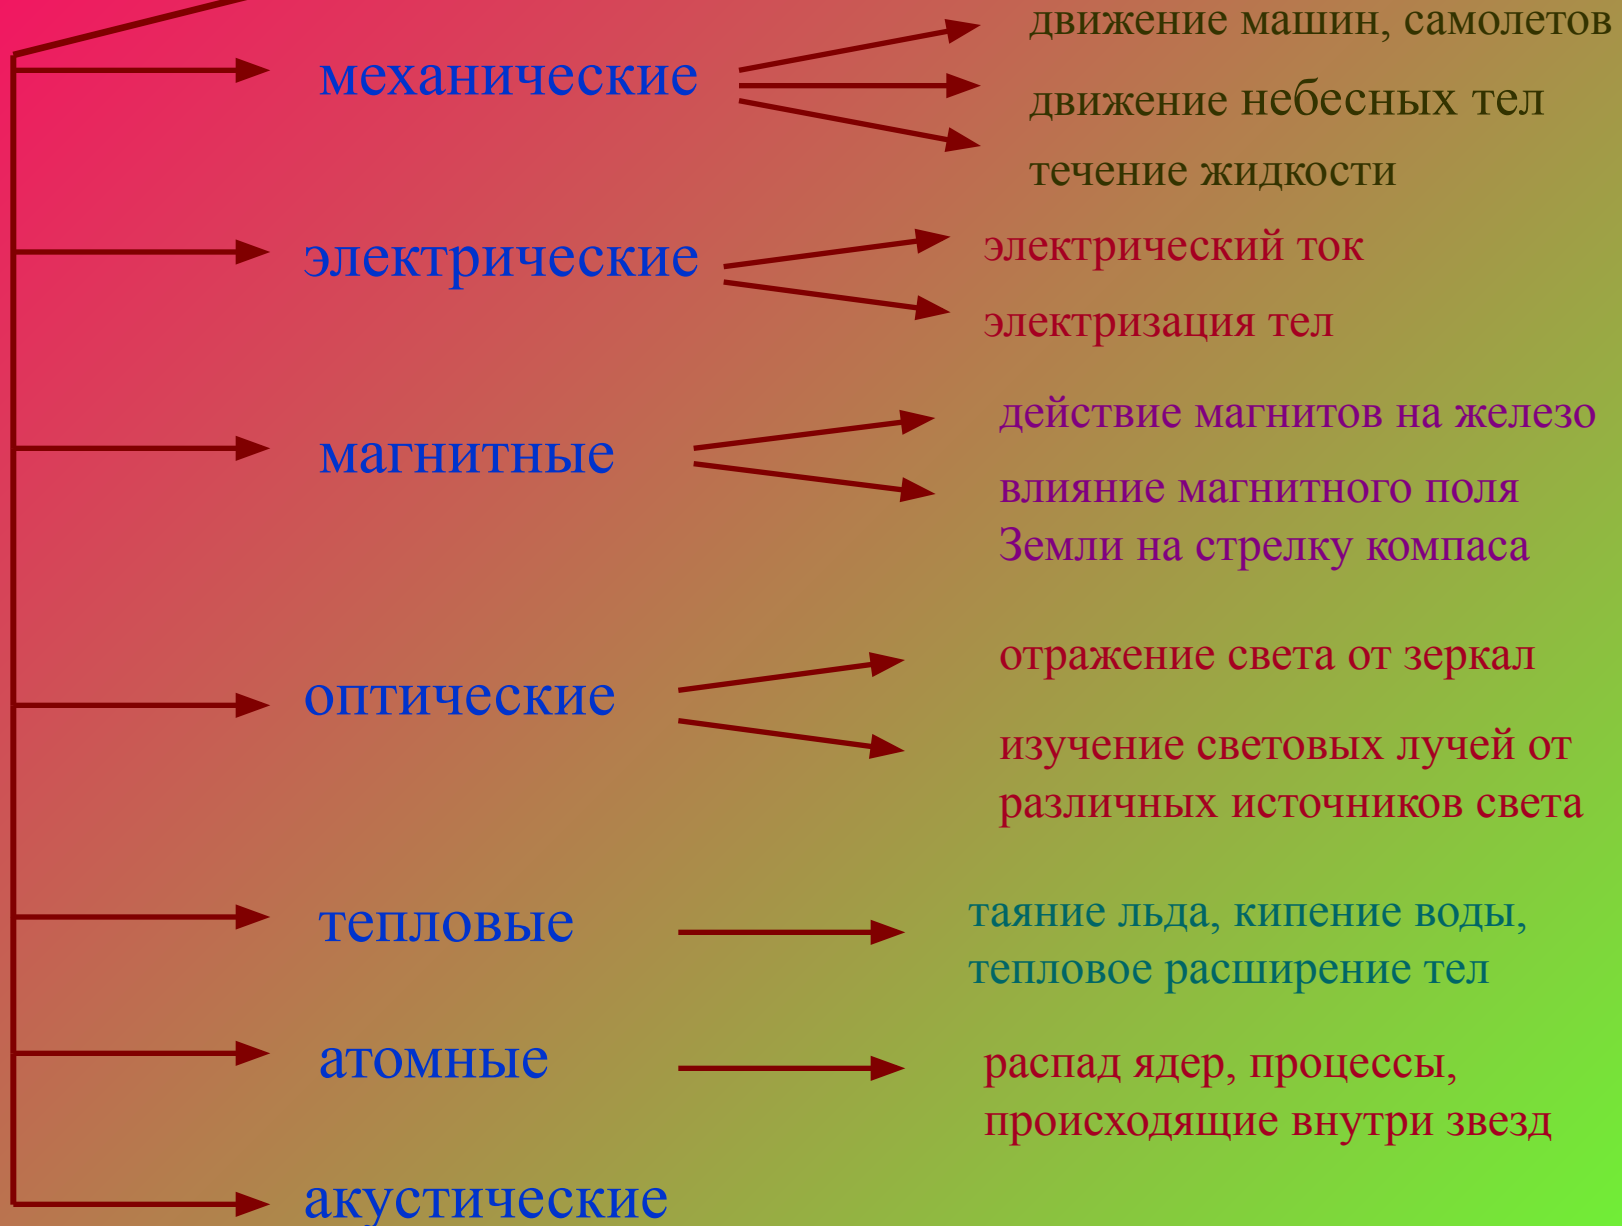 движение машин, самолетов
механические
движение небесных тел
течение жидкости
электрические
электрический ток
электризация тел
магнитные
действие магнитов на железо
влияние магнитного поля
Земли на стрелку компаса
оптические
отражение света от зеркал
изучение световых лучей от
различных источников света
тепловые
таяние льда, кипение воды,
тепловое расширение тел
атомные
распад ядер, процессы,
происходящие внутри звезд
акустические